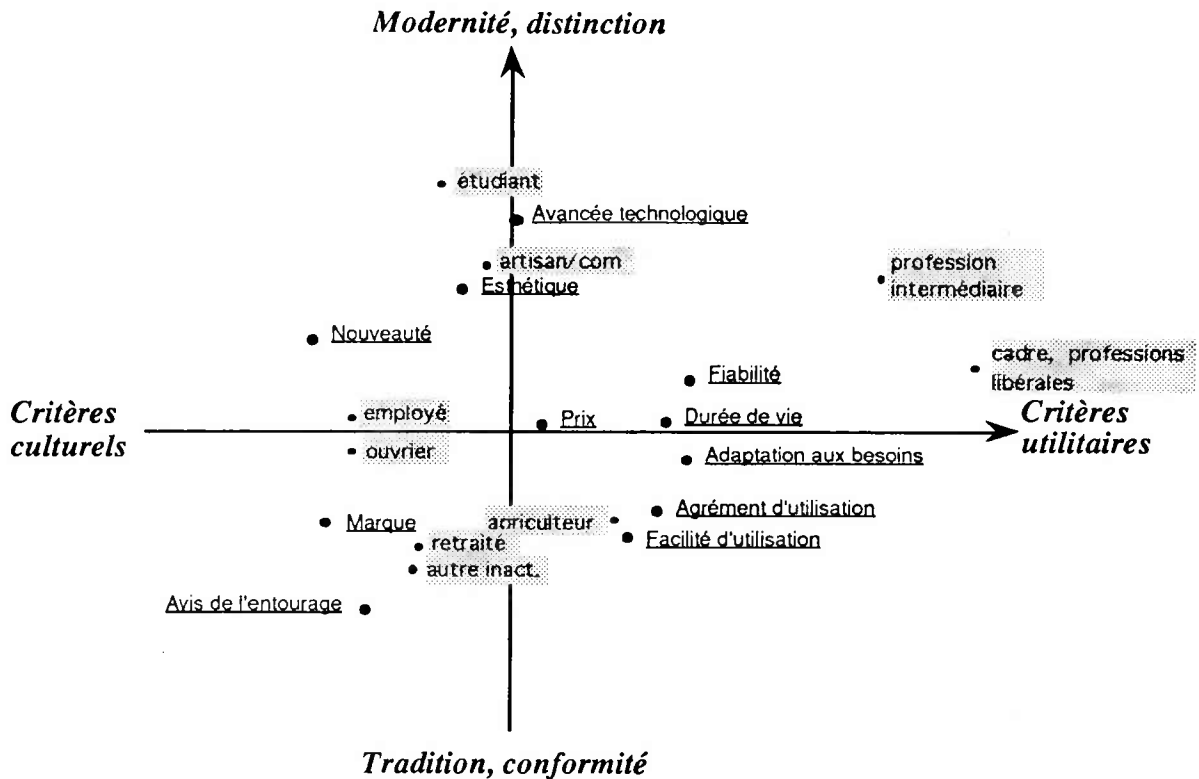 Modernité, distinction
étudiant
Avancée technologique
artisan/com
Esthétique
profession
intermédiaire
Nouveauté
cadre, professions
libérales
Fiabilité
Critères
culturels
employé
Prix
Durée de vie
Critères
utilitaires
ouvrier
Adaptation aux besoins
Marque
agriculteur
Agrément d'utilisation
retraité
Facilité d'utilisation
autre inact.
Avis de l'entourage
Tradition, conformité